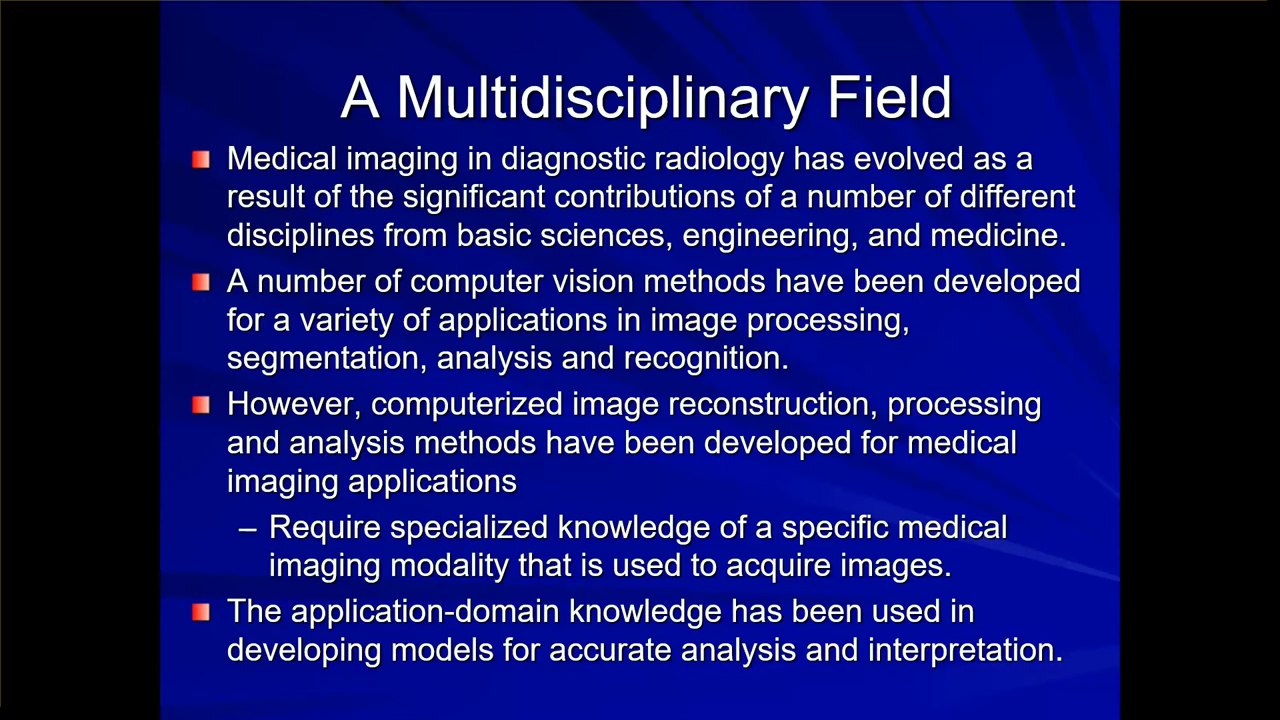 A Multidisciplinary Field
Medical imaging in diagnostic radiology has evolved as a
result of the significant contributions of a number of different
disciplines from basic sciences, engineering, and medicine.
A number of computer vision methods have been developed
for a variety of applications in image processing,
segmentation, analysis and recognition.
However, computerized image reconstruction, processing
and analysis methods have been developed for medical
imaging applications
– Require specialized knowledge of a specific medical
imaging modality that is used to acquire images.
The application-domain knowledge has been used in
developing models for accurate analysis and interpretation.